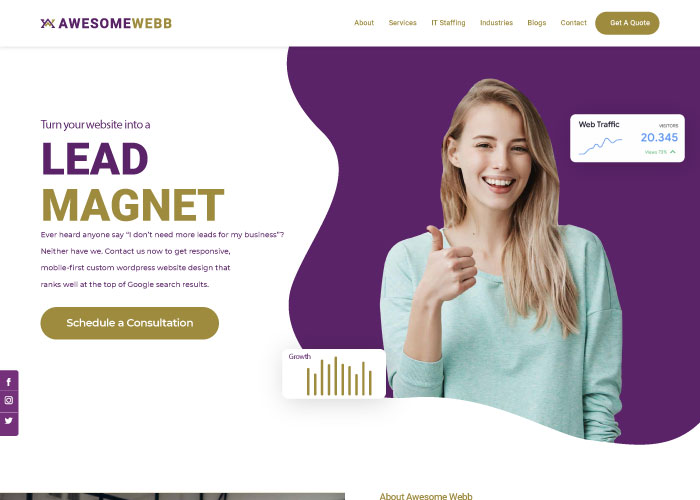 AWESOMEWEBB
About Services IT Staffing Industries Blogs Contact Get A Quote
Turn your website into a
LEAD
MAGNET
Ever heard anyone say “I don’t need more leads for my business”?
Neither have we. Contact us now to get responsive,
mobile-first custom wordpress website design that
ranks well at the top of Google search results.
Schedule a Consultation
Web Traffic
VISITORS
20.345
Growth
About Awesome Webb